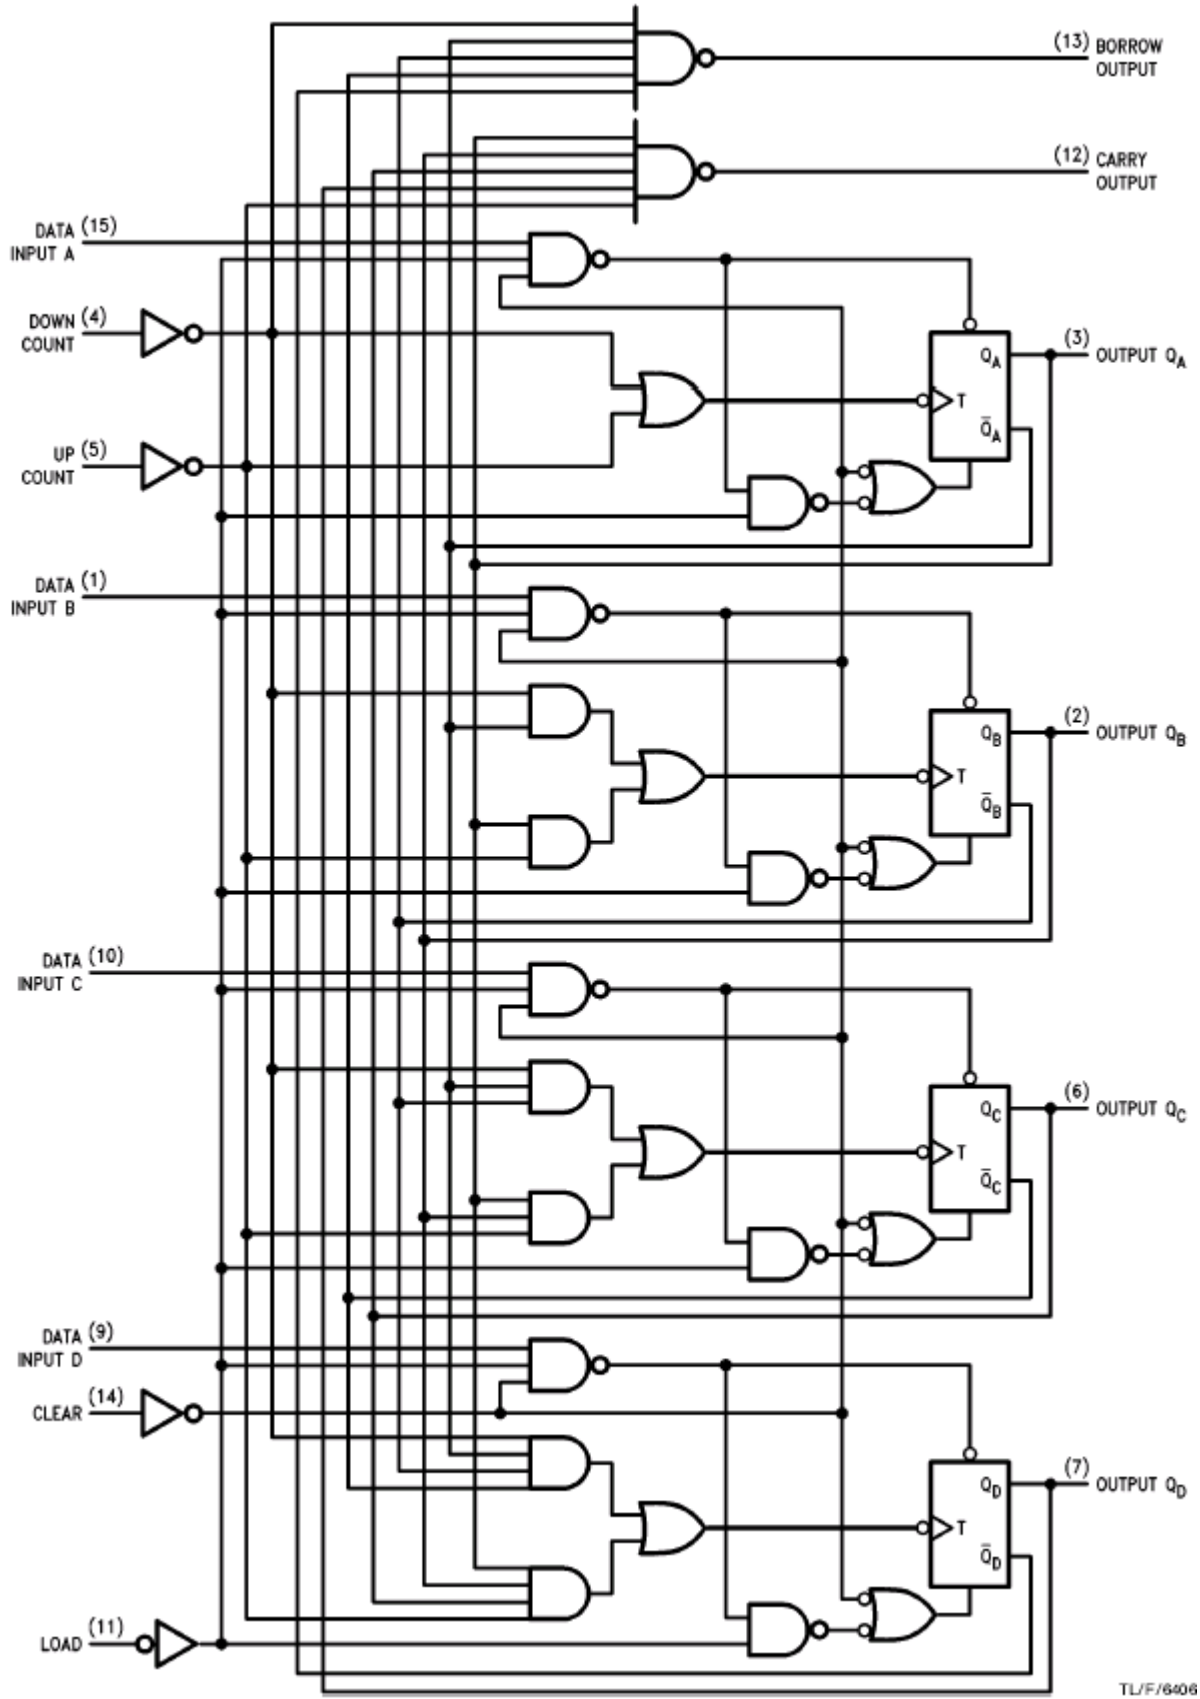 (13) BORROW
OUTPUT
(12) CARRY
OUTPUT
DATA (15)
INPUT A
DOWN (4)
COUNT
(3) OUTPUT QA
QA
T
Q̄A
UP (5)
COUNT
DATA (1)
INPUT B
(2) OUTPUT QB
QB
T
Q̄B
DATA (10)
INPUT C
(6) OUTPUT QC
QC
T
Q̄C
DATA (9)
INPUT D
CLEAR (14)
(7) OUTPUT QD
QD
T
Q̄D
LOAD (11)
TL/F/6406